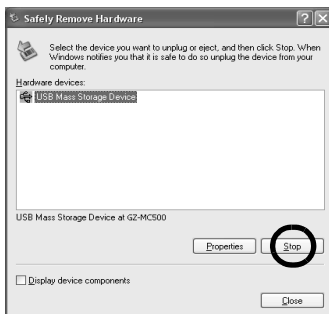 Safely Remove Hardware
Select the device you want to unplug or eject, and then click Stop. When
Windows notifies you that it is safe to do so unplug the device from your
computer.
Hardware devices:
USB Mass Storage Device
USB Mass Storage Device at GZ-MC500
Properties
Stop
Display device components
Close